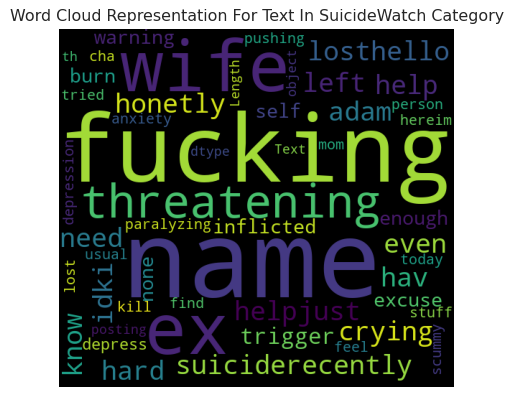 Word Cloud Representation For Text In SuicideWatch Category
warning
pushing
wife
losthello
th
cha
burn
left
help
object
tried
honetly
Length
self
adam
person
hereim
anxiety
fucking
depression
dtype
Text
mom
threatening
enough
paralyzing
inflicted
need
name
even
usual
today
lost
idki
none
hav
excuse
kill
find
helpjust
stuff
know
posting
ex
trigger
crying
depress
feel
scummy
hard
suiciderecently